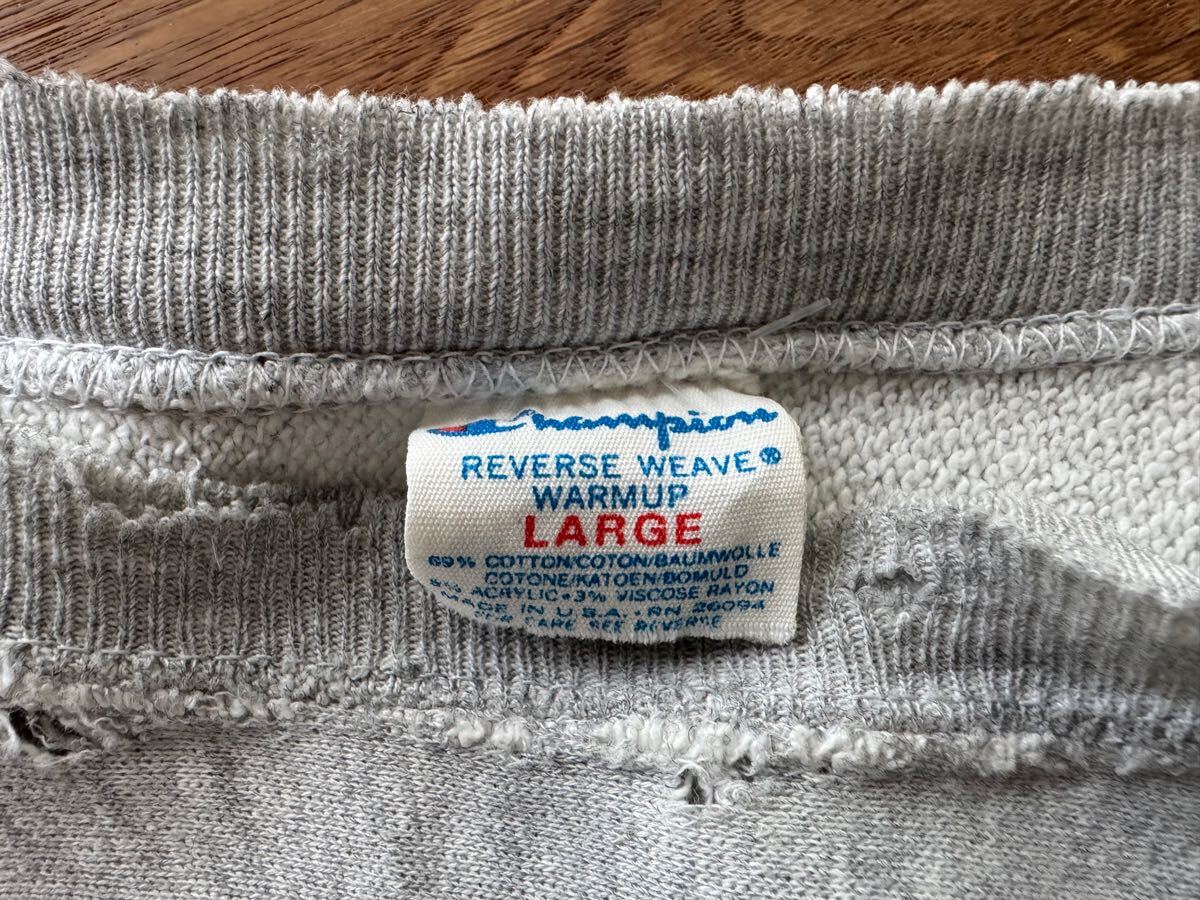 Champion
REVERSE WEAVE®
WARMUP
LARGE
COTTON/COTON/BAUMWOLLE
COTONE/KATOEN/BOMULD
ACRYLIC•3% VISCOSE RAYON
MADE IN U.S.A.•RN 26094
FOR CARE SEE REVERSE